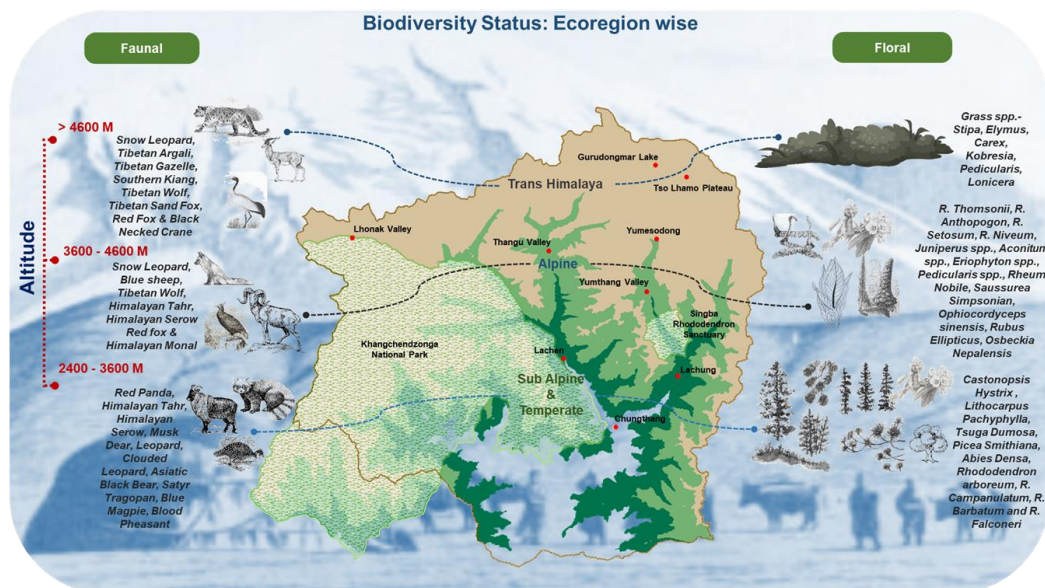 Biodiversity Status: Ecoregion wise
Faunal
Floral
Altitude
> 4600 M
Snow Leopard,
Tibetan Argali,
Tibetan Gazelle,
Southern Kiang,
Tibetan Wolf,
Tibetan Sand Fox,
Red Fox & Black
Necked Crane
3600 - 4600 M
Snow Leopard,
Blue sheep,
Tibetan Wolf,
Himalayan Tahr,
Himalayan Serow
Red fox &
Himalayan Monal
2400 - 3600 M
Red Panda,
Himalayan Tahr,
Himalayan
Serow, Musk
Dear, Leopard,
Clouded
Leopard, Asiatic
Black Bear, Satyr
Tragopan, Blue
Magpie, Blood
Pheasant
Gurudongmar Lake
Trans Himalaya
Tso Lhamo Plateau
Lhonak Valley
Thangu Valley
Yumesodong
Alpine
Yumthang Valley
Singba
Rhododendron
Sanctuary
Khangchendzonga
National Park
Lachen
Lachung
Sub Alpine
&
Temperate
Chungthang
Grass spp.-
Stipa, Elymus,
Carex,
Kobresia,
Pedicularis,
Lonicera
R. Thomsonii, R.
Anthopogon, R.
Setosum, R. Niveum,
Juniperus spp., Aconitum
spp., Eriophyton spp.,
Pedicularis spp., Rheum
Nobile, Saussurea
Simpsonian,
Ophiocordyceps
sinensis, Rubus
Ellipticus, Osbeckia
Nepalensis
Castonopsis
Hystrix ,
Lithocarpus
Pachyphylla,
Tsuga Dumosa,
Picea Smithiana,
Abies Densa,
Rhododendron
arboreum, R.
Campanulatum, R.
Barbatum and R.
Falconeri